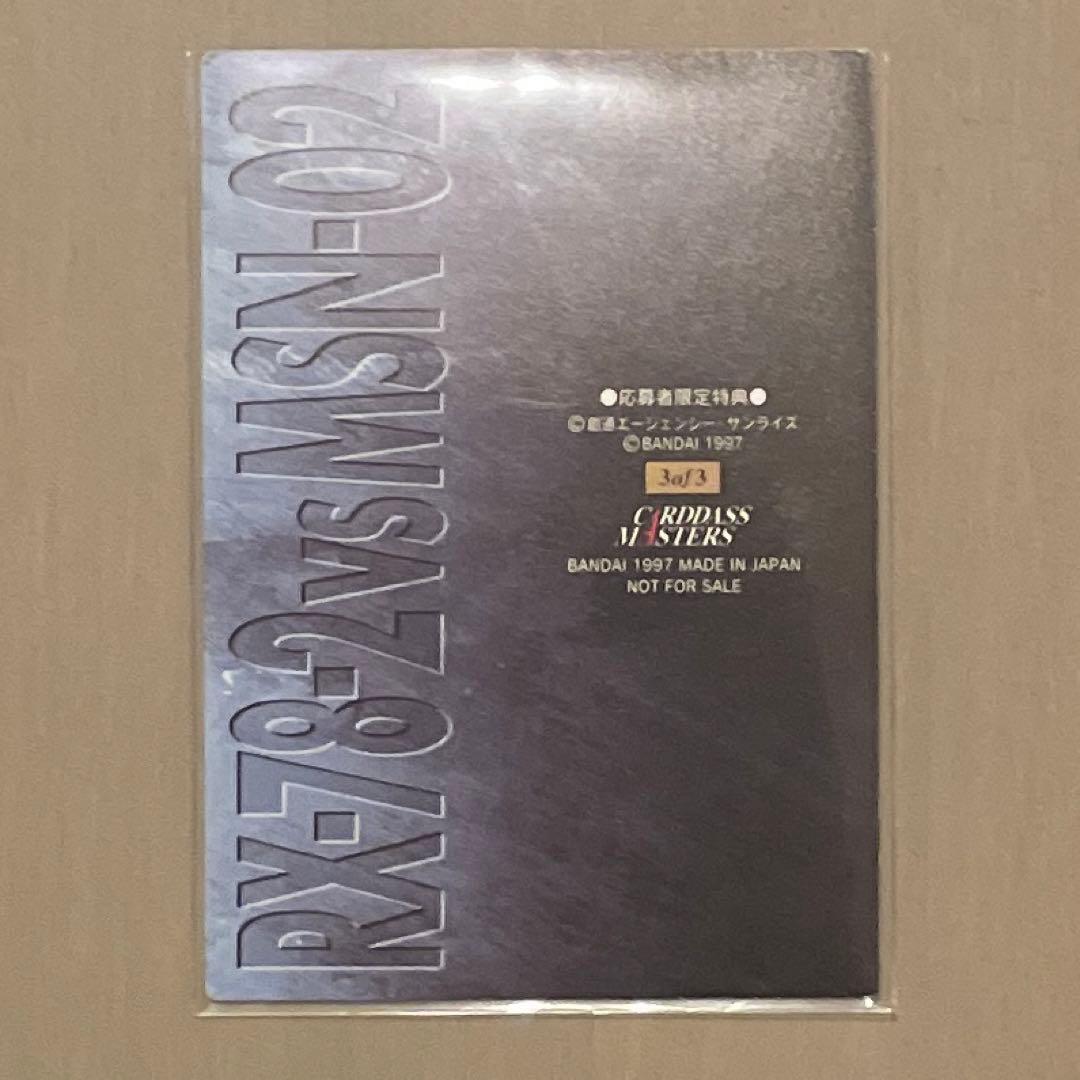 RX-78-2 vs MSN-02
●応募者限定特典●
©創通エージェンシー・サンライズ
©BANDAI 1997
3 of 3
CARDDASS
MASTERS
BANDAI 1997 MADE IN JAPAN
NOT FOR SALE